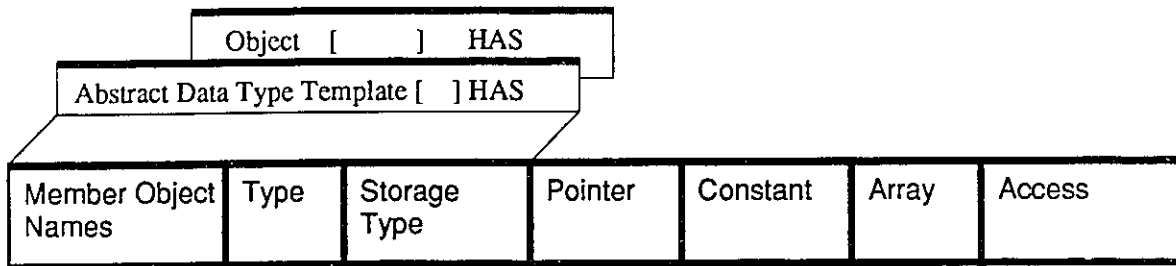 Object [ ] HAS
Abstract Data Type Template [ ] HAS
Member Object Names
Type
Storage Type
Pointer
Constant
Array
Access